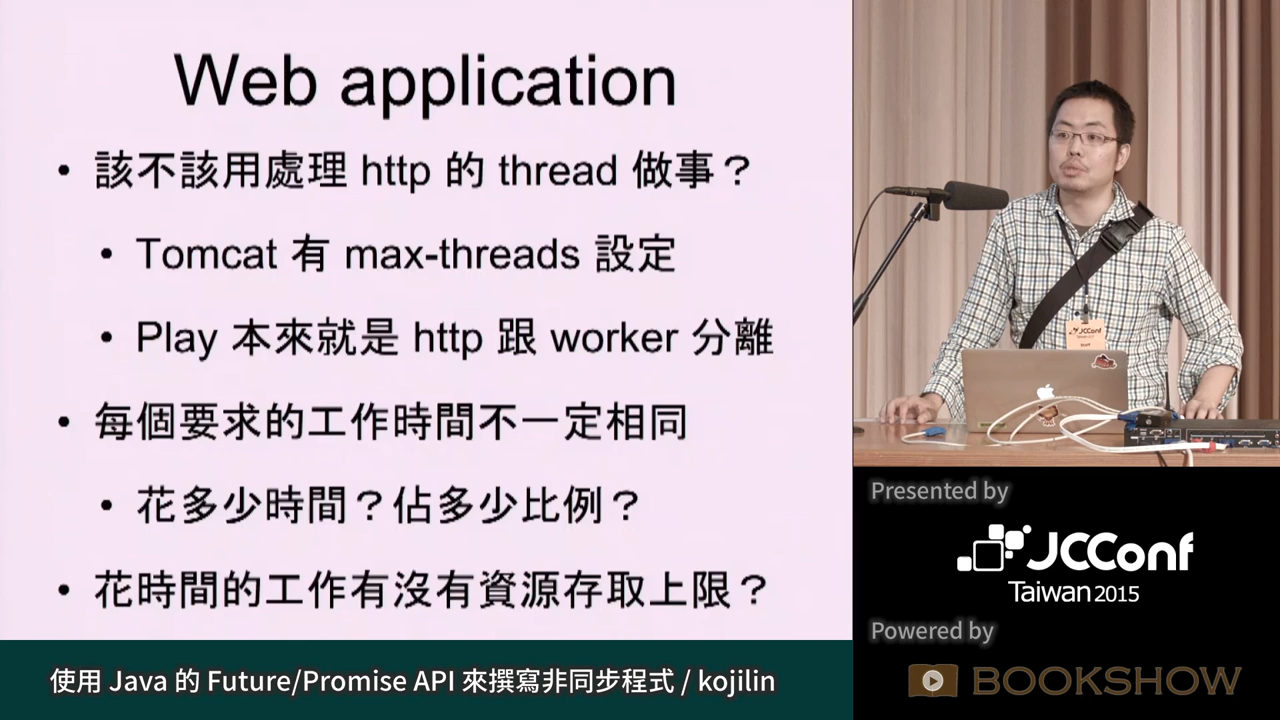 Web application
• 該不該用處理 http 的 thread 做事？
• Tomcat 有 max-threads 設定
• Play 本來就是 http 跟 worker 分離
• 每個要求的工作時間不一定相同
• 花多少時間？佔多少比例？
• 花時間的工作有沒有資源存取上限？
使用 Java 的 Future/Promise API 來撰寫非同步程式 / kojilin
JCConf
Presented by
JCConf
Taiwan 2015
Powered by
BOOKSHOW